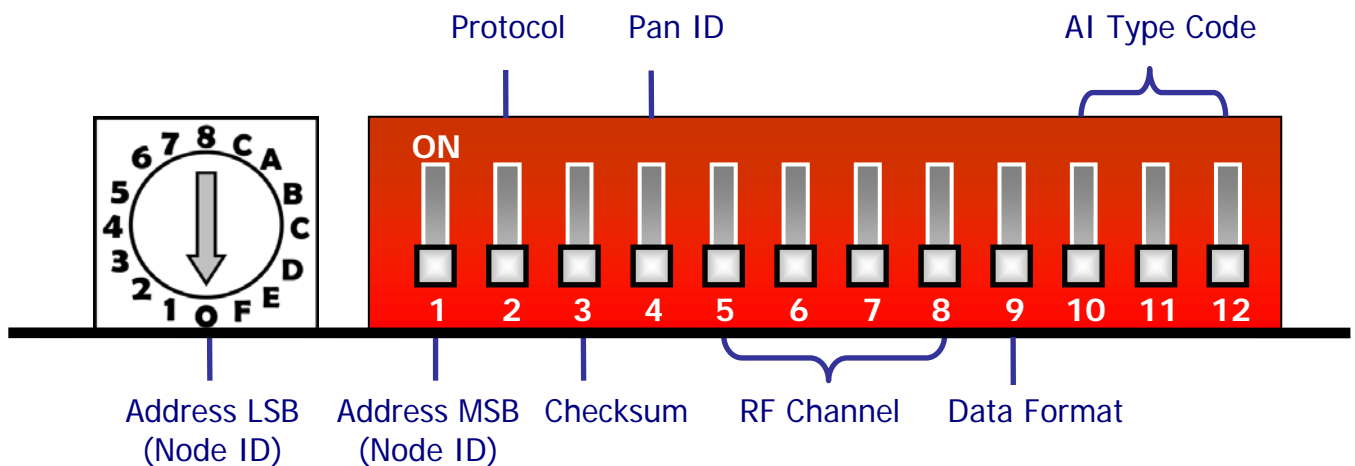 Protocol Pan ID AI Type Code
ON
8 C A B C D E F 0 1 2 3 4 5 6 7
1 2 3 4 5 6 7 8 9 10 11 12
Address LSB Address MSB Checksum RF Channel Data Format
(Node ID) (Node ID)